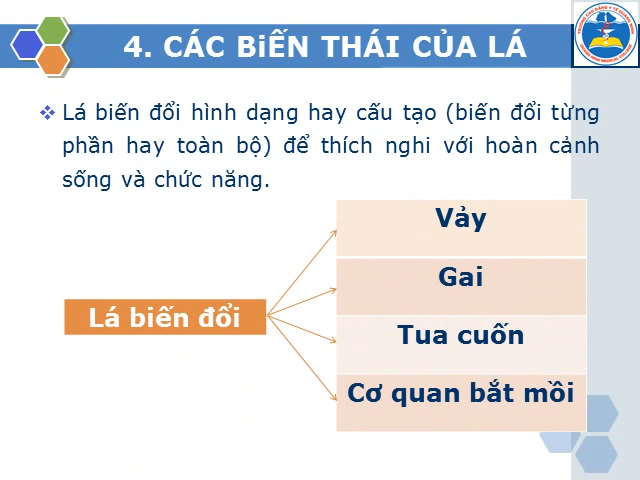 4. CÁC BiẾN THÁI CỦA LÁ
Lá biến đổi hình dạng hay cấu tạo (biến đổi từng
phần hay toàn bộ) để thích nghi với hoàn cảnh
sống và chức năng.
Vảy
Gai
Lá biến đổi
Tua cuốn
Cơ quan bắt mồi